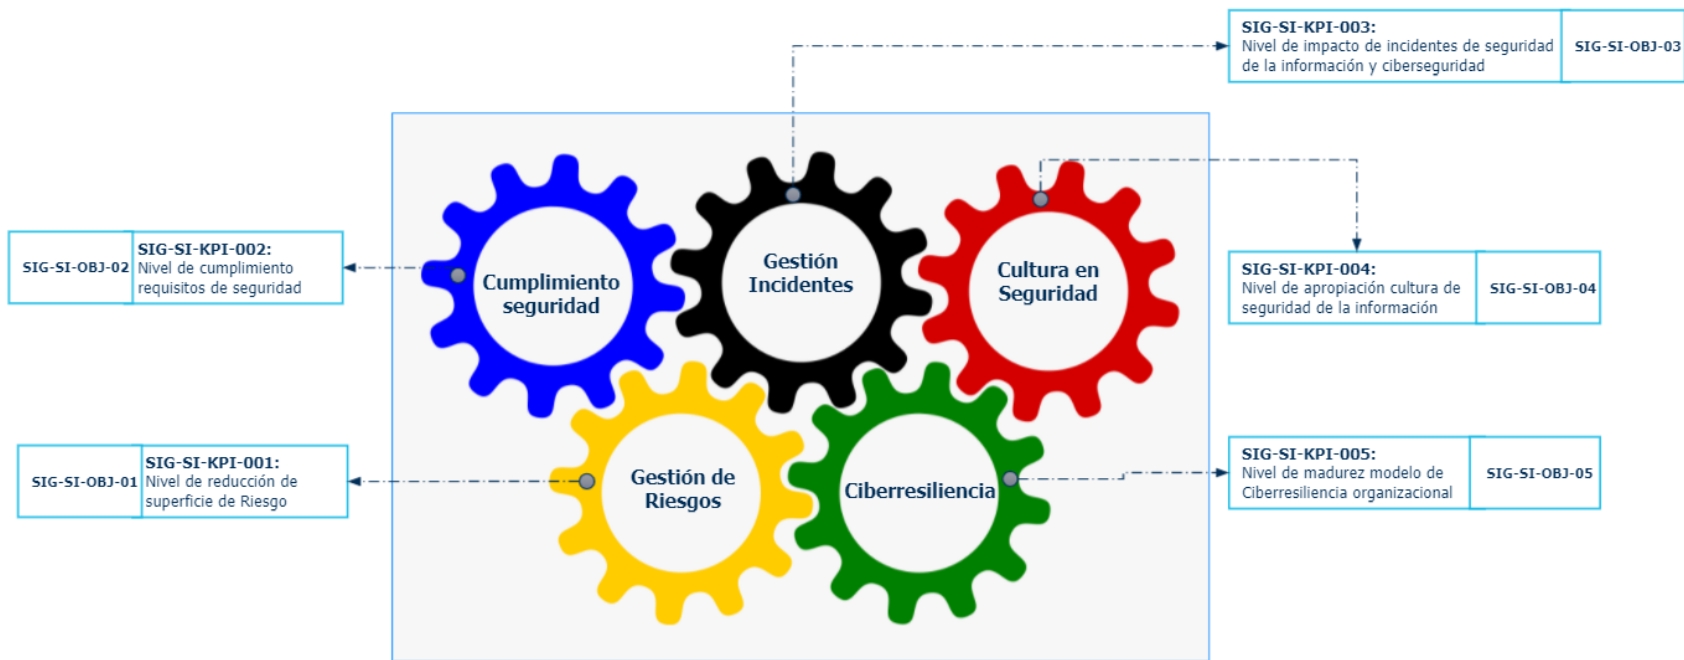 SIG-SI-KPI-003:
Nivel de impacto de incidentes de seguridad
de la información y ciberseguridad
SIG-SI-OBJ-03
SIG-SI-OBJ-02
SIG-SI-KPI-002:
Nivel de cumplimiento
requisitos de seguridad
Cumplimiento
seguridad
Gestión
Incidentes
Cultura en
Seguridad
SIG-SI-KPI-004:
Nivel de apropiación cultura de
seguridad de la información
SIG-SI-OBJ-04
SIG-SI-OBJ-01
SIG-SI-KPI-001:
Nivel de reducción de
superficie de Riesgo
Gestión de
Riesgos
Ciberresiliencia
SIG-SI-KPI-005:
Nivel de madurez modelo de
Ciberresiliencia organizacional
SIG-SI-OBJ-05